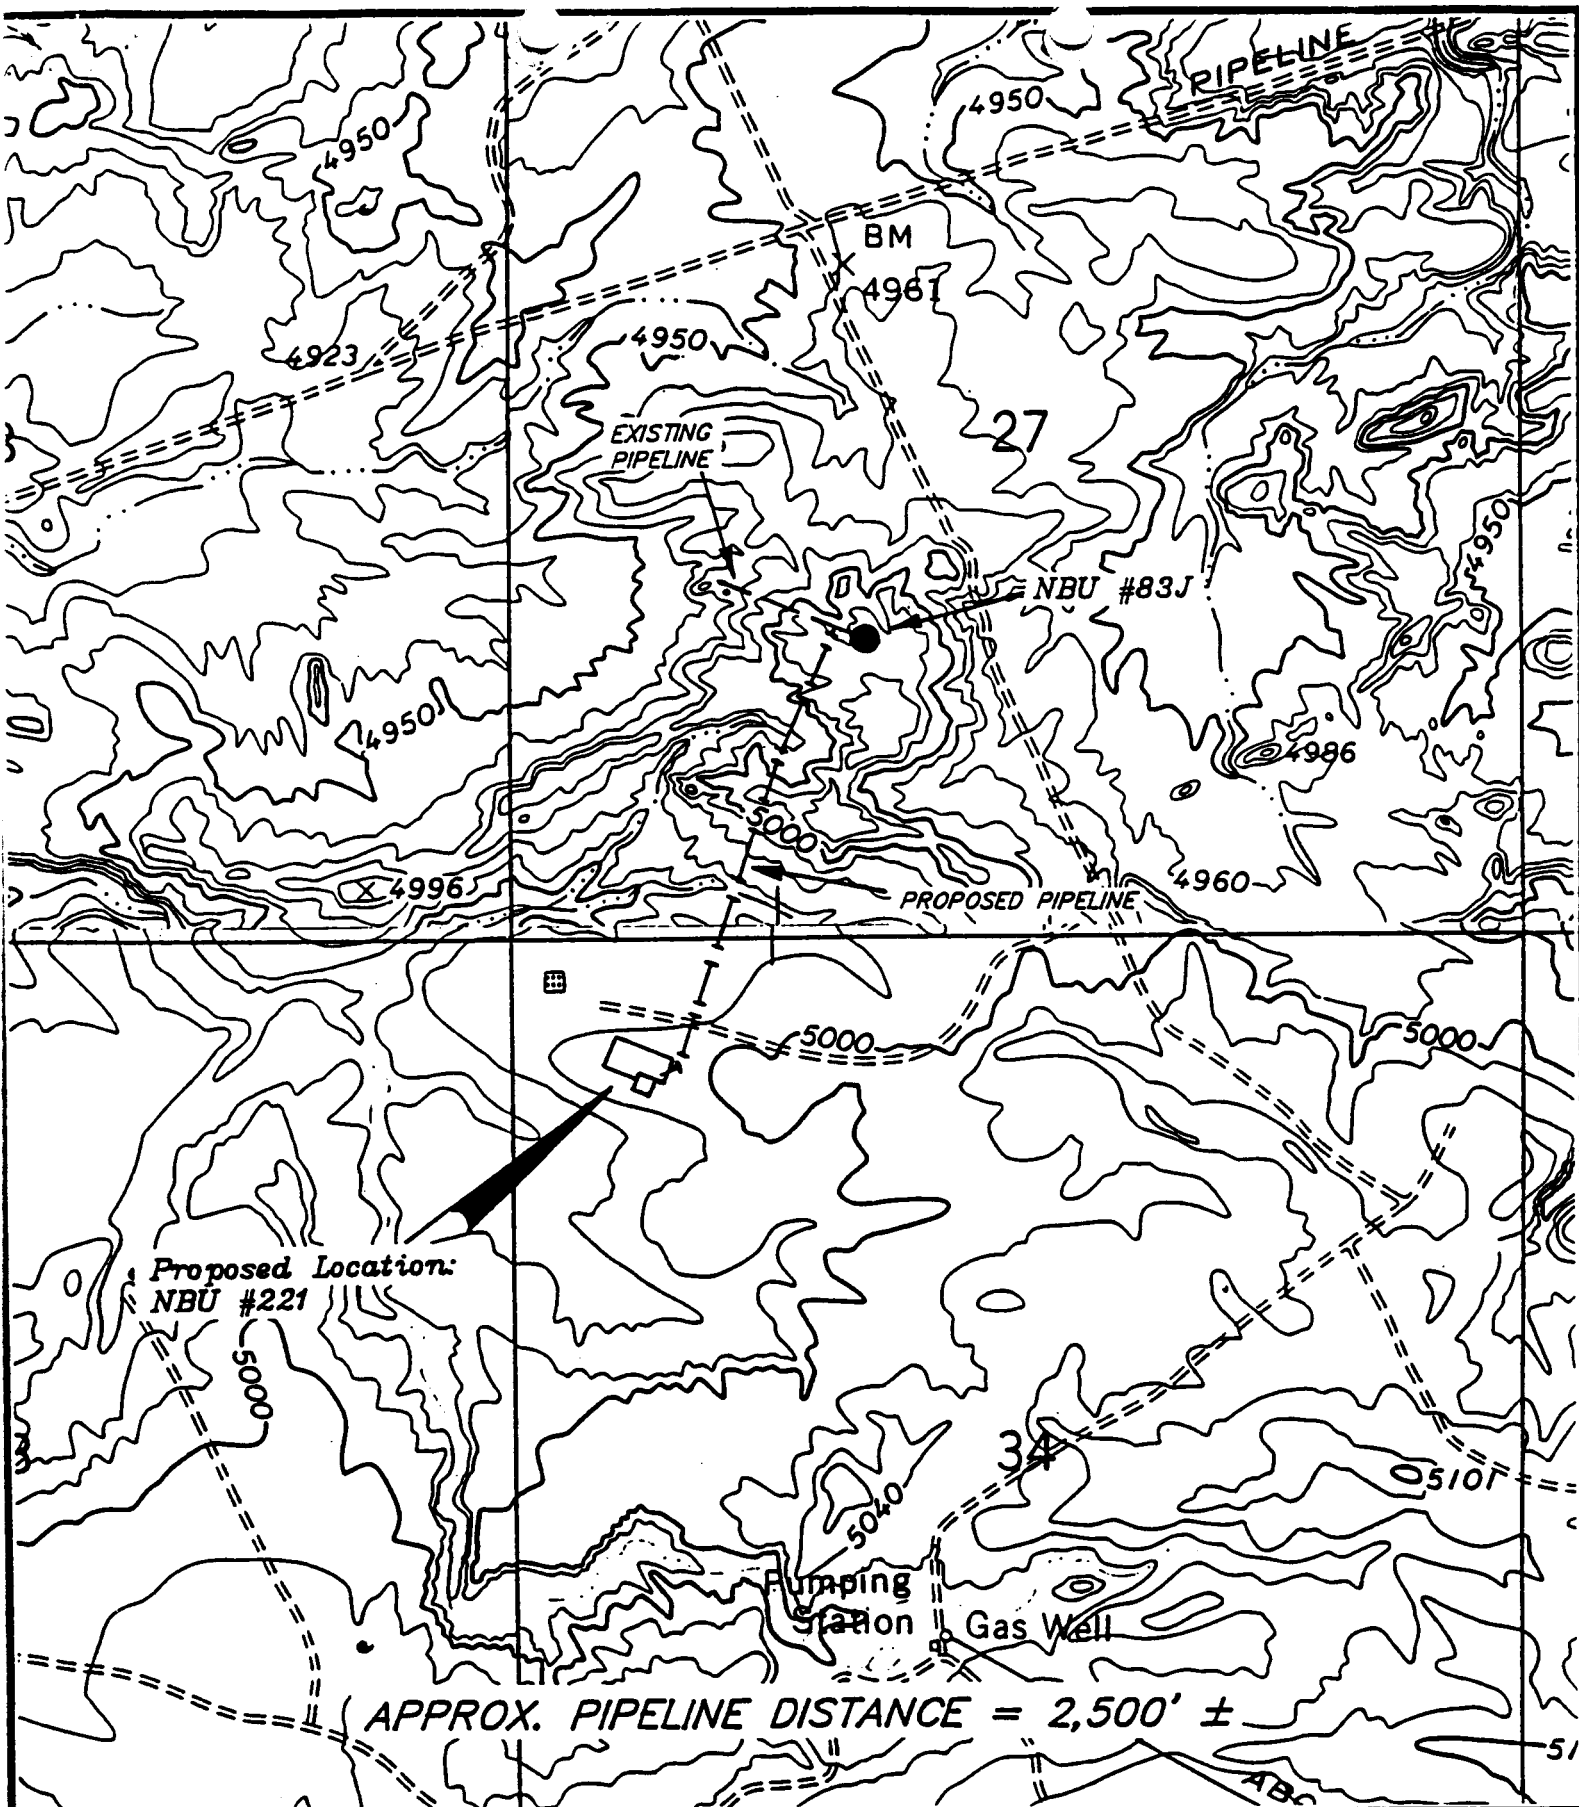 PIPELINE
4950
4950
BM
4961
4950
4923
27
EXISTING
PIPELINE
4950
NBU #83J
4950
4986
5000
4996
4960
PROPOSED PIPELINE
5000
5000
Proposed Location:
NBU #221
5000
34
5101
5040
Pumping
Station
Gas Well
APPROX. PIPELINE DISTANCE = 2,500' ±